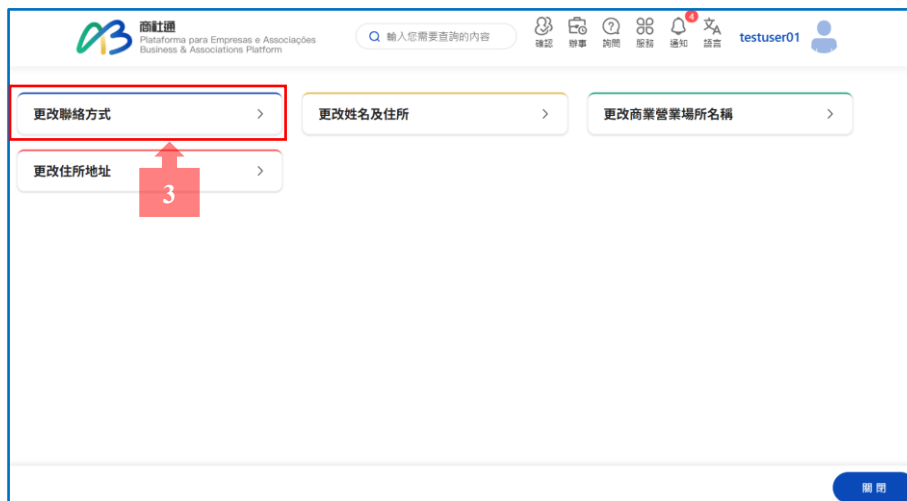 商社通
Plataforma para Empresas e Associações
Business & Associations Platform
輸入您需要查詢的內容
確認
辦事
詢問
服務
4
通知
語言
testuser01
更改聯絡方式
更改姓名及住所
更改商業營業場所名稱
更改住所地址
3
關閉